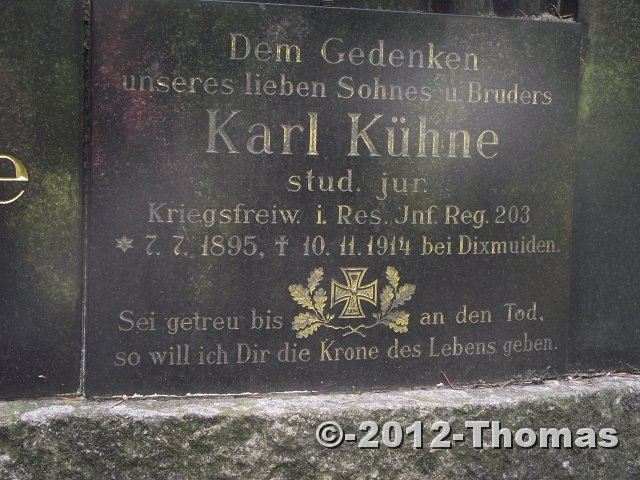 Dem Gedenken
unseres lieben Sohnes u. Bruders
Karl Kühne
stud. jur.
Kriegsfreiw. i. Res. Inf. Reg. 203
* 7. 7. 1895, † 10. 11. 1914 bei Dixmuiden.
Sei getreu bis an den Tod,
so will ich Dir die Krone des Lebens geben.
e
©-2012-Thomas